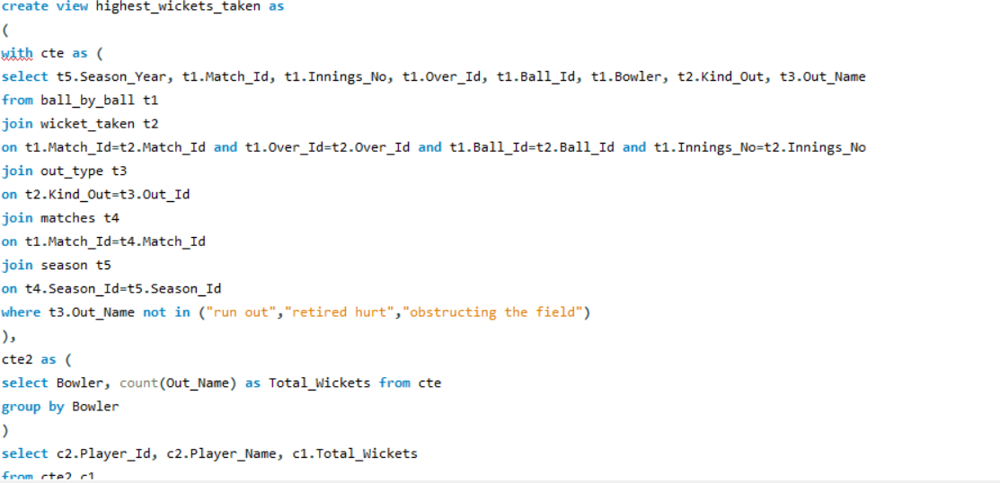 create view highest_wickets_taken as
(
with cte as (
select t5.Season_Year, t1.Match_Id, t1.Innings_No, t1.Over_Id, t1.Ball_Id, t1.Bowler, t2.Kind_Out, t3.Out_Name
from ball_by_ball t1
join wicket_taken t2
on t1.Match_Id=t2.Match_Id and t1.Over_Id=t2.Over_Id and t1.Ball_Id=t2.Ball_Id and t1.Innings_No=t2.Innings_No
join out_type t3
on t2.Kind_Out=t3.Out_Id
join matches t4
on t1.Match_Id=t4.Match_Id
join season t5
on t4.Season_Id=t5.Season_Id
where t3.Out_Name not in ("run out","retired hurt","obstructing the field")
),
cte2 as (
select Bowler, count(Out_Name) as Total_Wickets from cte
group by Bowler
)
select c2.Player_Id, c2.Player_Name, c1.Total_Wickets
from cte2 c1